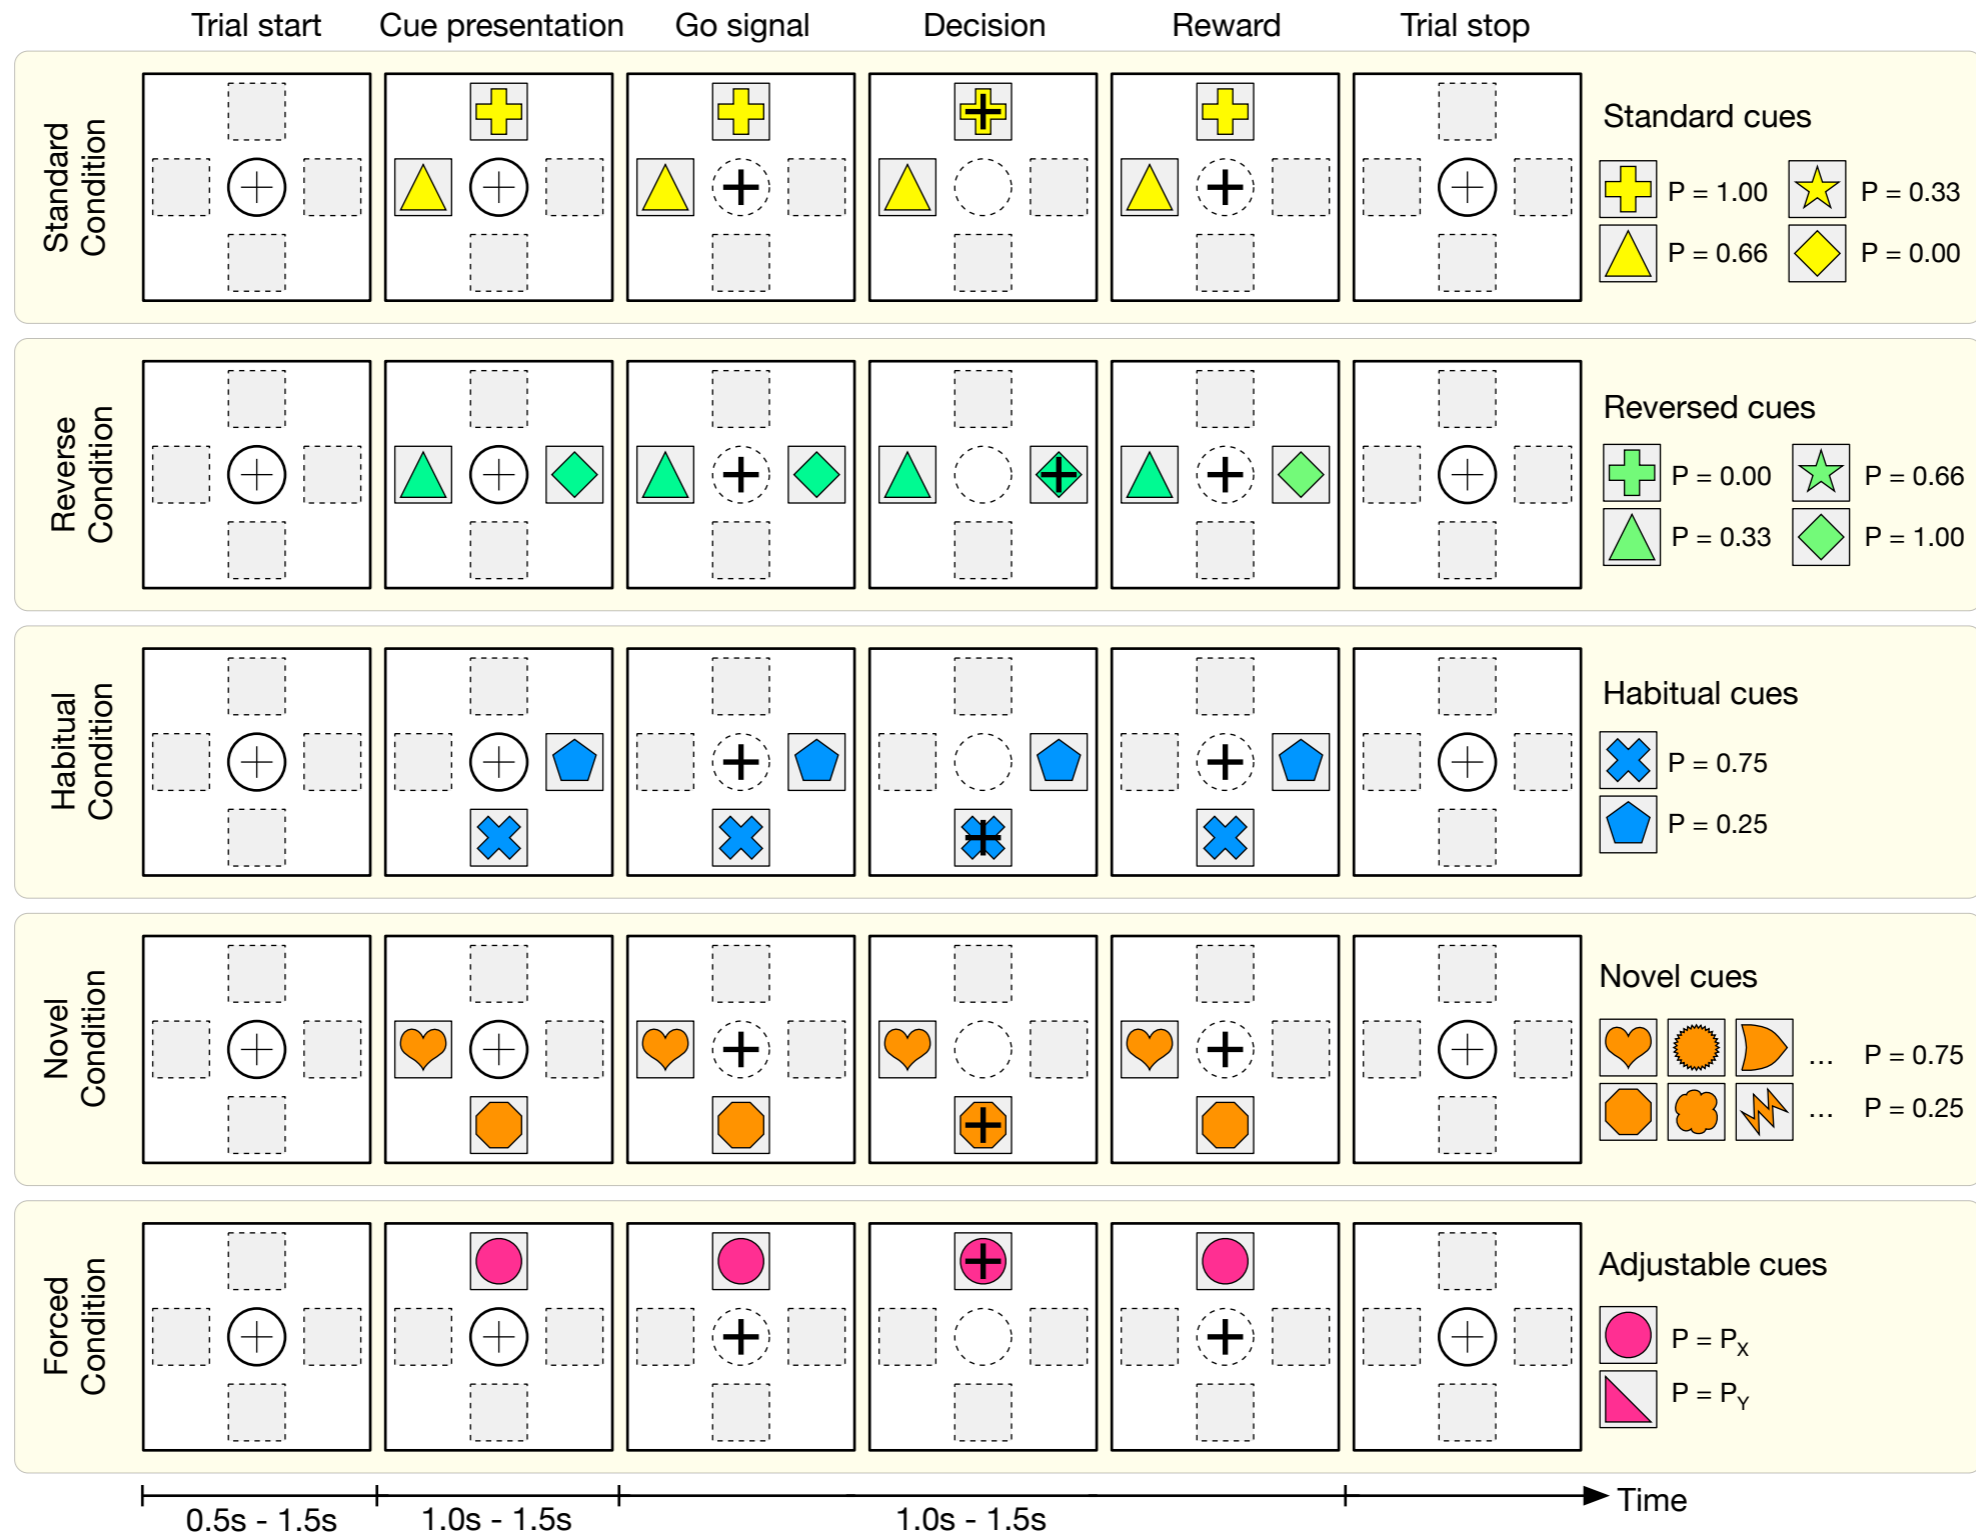 Trial start
Cue presentation
Go signal
Decision
Reward
Trial stop
Standard
Condition
Standard cues
P = 1.00
P = 0.33
P = 0.66
P = 0.00
Reverse
Condition
Reversed cues
P = 0.00
P = 0.66
P = 0.33
P = 1.00
Habitual
Condition
Habitual cues
P = 0.75
P = 0.25
Novel
Condition
Novel cues
... P = 0.75
... P = 0.25
Forced
Condition
Adjustable cues
P = PX
P = PY
0.5s - 1.5s
1.0s - 1.5s
1.0s - 1.5s
Time